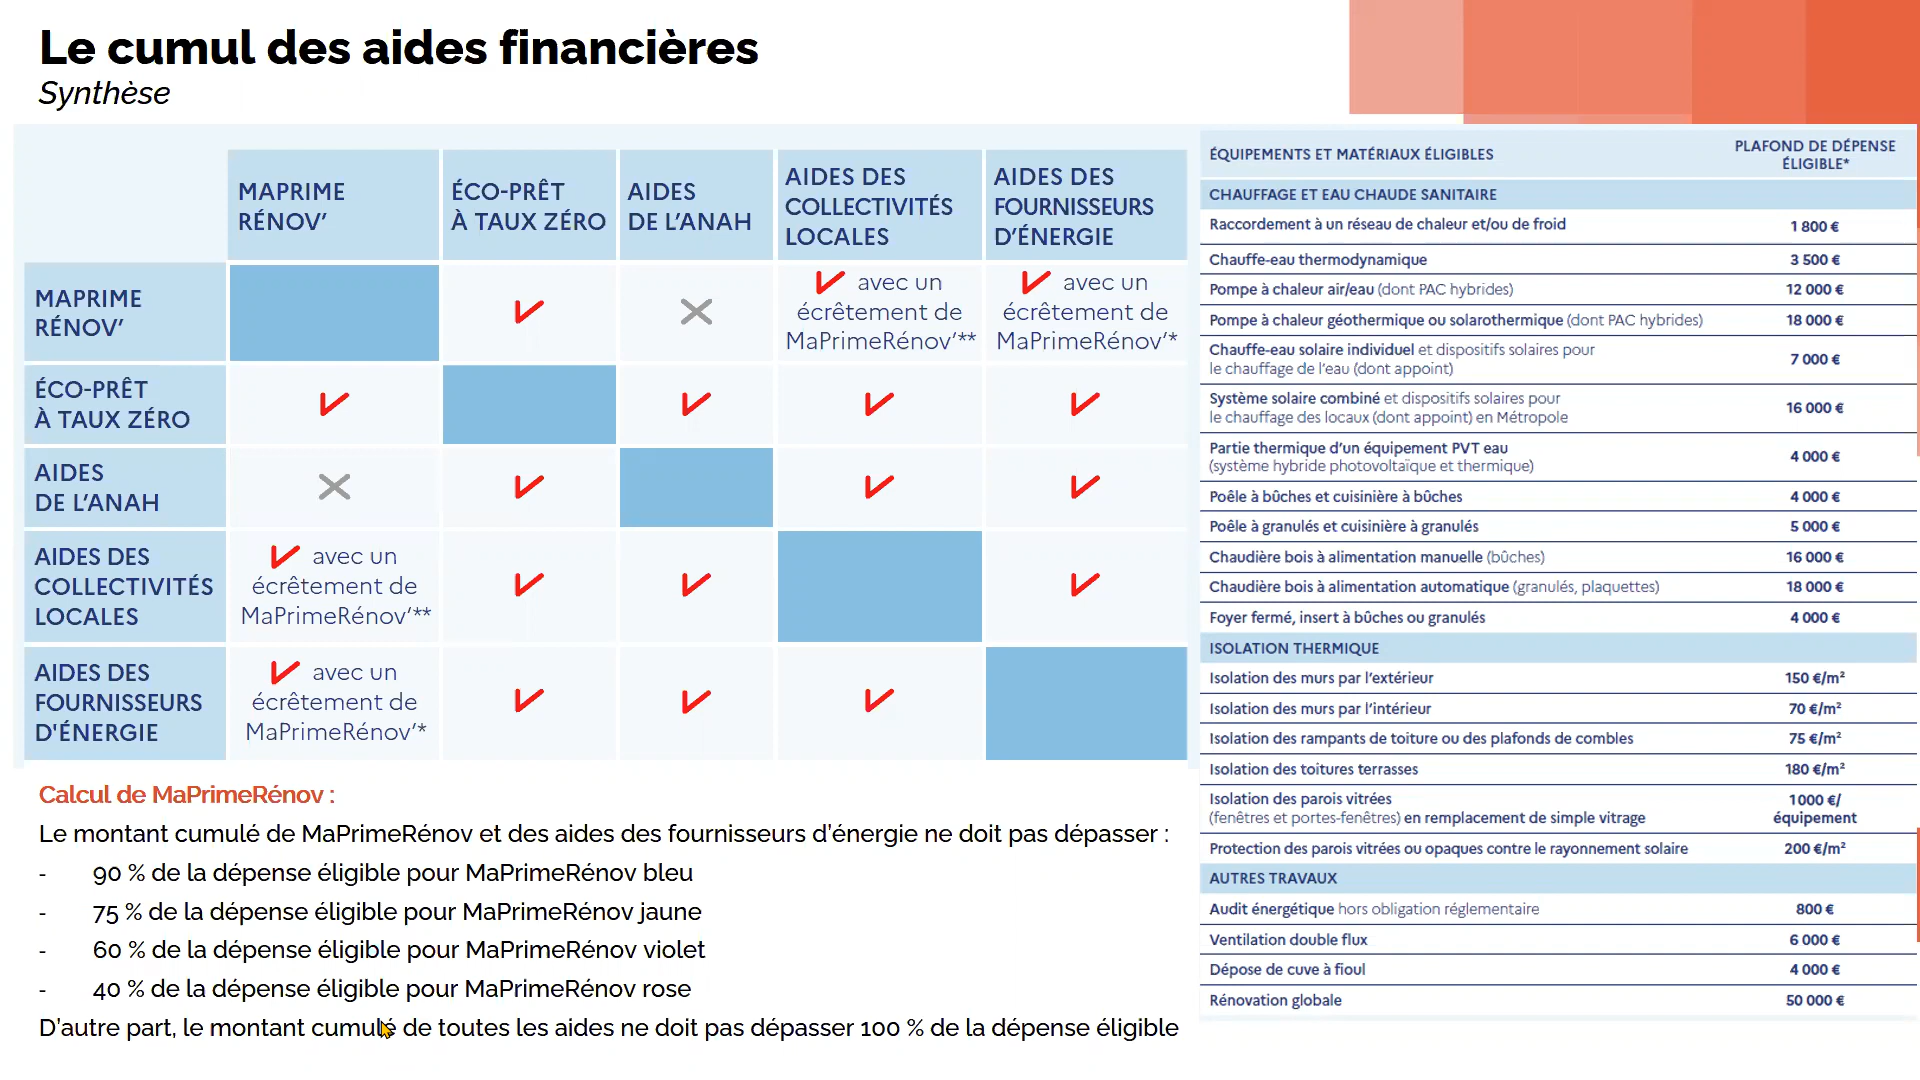 Le cumul des aides financières
Synthèse
MAPRIME
RÉNOV’
ÉCO-PRÊT
À TAUX ZÉRO
AIDES
DE L’ANAH
AIDES DES
COLLECTIVITÉS
LOCALES
AIDES DES
FOURNISSEURS
D’ÉNERGIE
MAPRIME
RÉNOV’
avec un
écrêtement de
MaPrimeRénov’**
avec un
écrêtement de
MaPrimeRénov’*
ÉCO-PRÊT
À TAUX ZÉRO
AIDES
DE L’ANAH
AIDES DES
COLLECTIVITÉS
LOCALES
avec un
écrêtement de
MaPrimeRénov’**
AIDES DES
FOURNISSEURS
D'ÉNERGIE
avec un
écrêtement de
MaPrimeRénov’*
Calcul de MaPrimeRénov :
Le montant cumulé de MaPrimeRénov et des aides des fournisseurs d’énergie ne doit pas dépasser :
- 90 % de la dépense éligible pour MaPrimeRénov bleu
- 75 % de la dépense éligible pour MaPrimeRénov jaune
- 60 % de la dépense éligible pour MaPrimeRénov violet
- 40 % de la dépense éligible pour MaPrimeRénov rose
D’autre part, le montant cumulé de toutes les aides ne doit pas dépasser 100 % de la dépense éligible
ÉQUIPEMENTS ET MATÉRIAUX ÉLIGIBLES
PLAFOND DE DÉPENSE
ÉLIGIBLE*
CHAUFFAGE ET EAU CHAUDE SANITAIRE
Raccordement à un réseau de chaleur et/ou de froid 1 800 €
Chauffe-eau thermodynamique 3 500 €
Pompe à chaleur air/eau (dont PAC hybrides) 12 000 €
Pompe à chaleur géothermique ou solarothermique (dont PAC hybrides) 18 000 €
Chauffe-eau solaire individuel et dispositifs solaires pour
le chauffage de l’eau (dont appoint) 7 000 €
Système solaire combiné et dispositifs solaires pour
le chauffage des locaux (dont appoint) en Métropole 16 000 €
Partie thermique d’un équipement PVT eau
(système hybride photovoltaïque et thermique) 4 000 €
Poêle à bûches et cuisinière à bûches 4 000 €
Poêle à granulés et cuisinière à granulés 5 000 €
Chaudière bois à alimentation manuelle (bûches) 16 000 €
Chaudière bois à alimentation automatique (granulés, plaquettes) 18 000 €
Foyer fermé, insert à bûches ou granulés 4 000 €
ISOLATION THERMIQUE
Isolation des murs par l’extérieur 150 €/m²
Isolation des murs par l’intérieur 70 €/m²
Isolation des rampants de toiture ou des plafonds de combles 75 €/m²
Isolation des toitures terrasses 180 €/m²
Isolation des parois vitrées 1 000 €/
(fenêtres et portes-fenêtres) en remplacement de simple vitrage équipement
Protection des parois vitrées ou opaques contre le rayonnement solaire 200 €/m²
AUTRES TRAVAUX
Audit énergétique hors obligation réglementaire 800 €
Ventilation double flux 6 000 €
Dépose de cuve à fioul 4 000 €
Rénovation globale 50 000 €